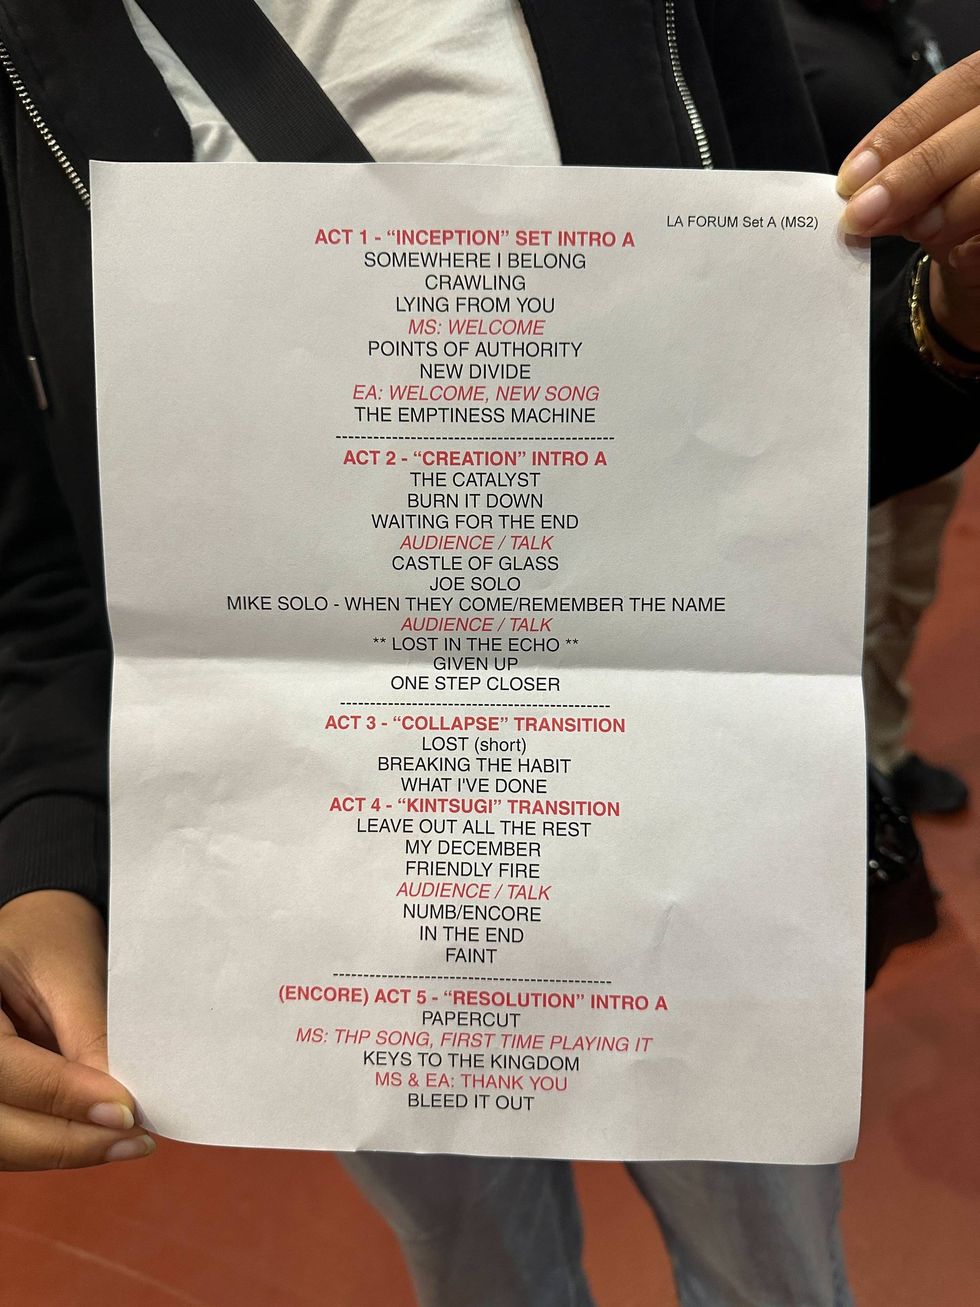 LA FORUM Set A (MS2)
ACT 1 - “INCEPTION” SET INTRO A
SOMEWHERE I BELONG
CRAWLING
LYING FROM YOU
MS: WELCOME
POINTS OF AUTHORITY
NEW DIVIDE
EA: WELCOME, NEW SONG
THE EMPTINESS MACHINE
---------------------------------------------
ACT 2 - “CREATION” INTRO A
THE CATALYST
BURN IT DOWN
WAITING FOR THE END
AUDIENCE / TALK
CASTLE OF GLASS
JOE SOLO
MIKE SOLO - WHEN THEY COME/REMEMBER THE NAME
AUDIENCE / TALK
** LOST IN THE ECHO **
GIVEN UP
ONE STEP CLOSER
---------------------------------------------
ACT 3 - “COLLAPSE” TRANSITION
LOST (short)
BREAKING THE HABIT
WHAT I'VE DONE
ACT 4 - “KINTSUGI” TRANSITION
LEAVE OUT ALL THE REST
MY DECEMBER
FRIENDLY FIRE
AUDIENCE / TALK
NUMB/ENCORE
IN THE END
FAINT
---------------------------------------------
(ENCORE) ACT 5 - “RESOLUTION” INTRO A
PAPERCUT
MS: THP SONG, FIRST TIME PLAYING IT
KEYS TO THE KINGDOM
MS & EA: THANK YOU
BLEED IT OUT